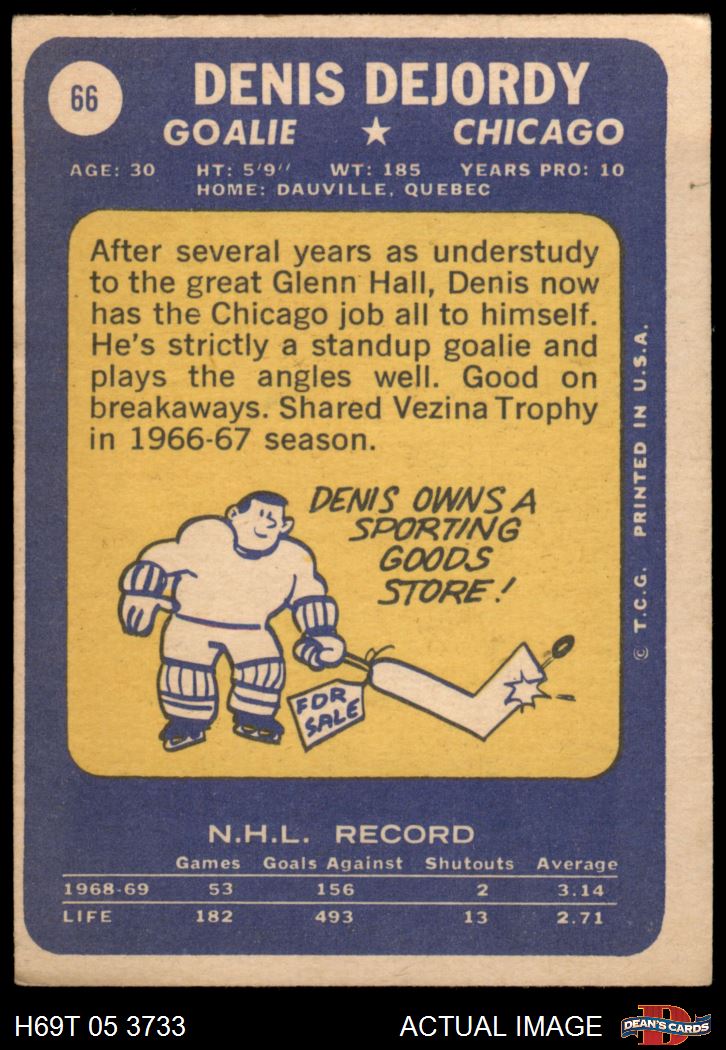 66
DENIS DEJORDY
GOALIE ★ CHICAGO
AGE: 30 HT: 5'9" WT: 185 YEARS PRO: 10
HOME: DAUVILLE, QUEBEC
After several years as understudy
to the great Glenn Hall, Denis now
has the Chicago job all to himself.
He's strictly a standup goalie and
plays the angles well. Good on
breakaways. Shared Vezina Trophy
in 1966-67 season.
DENIS OWNS A
SPORTING
GOODS
STORE!
FOR
SALE
© T.C.G. PRINTED IN U.S.A.
N.H.L. RECORD
Games Goals Against Shutouts Average
1968-69 53 156 2 3.14
LIFE 182 493 13 2.71
H69T 05 3733 ACTUAL IMAGE
D
DEAN'S CARDS